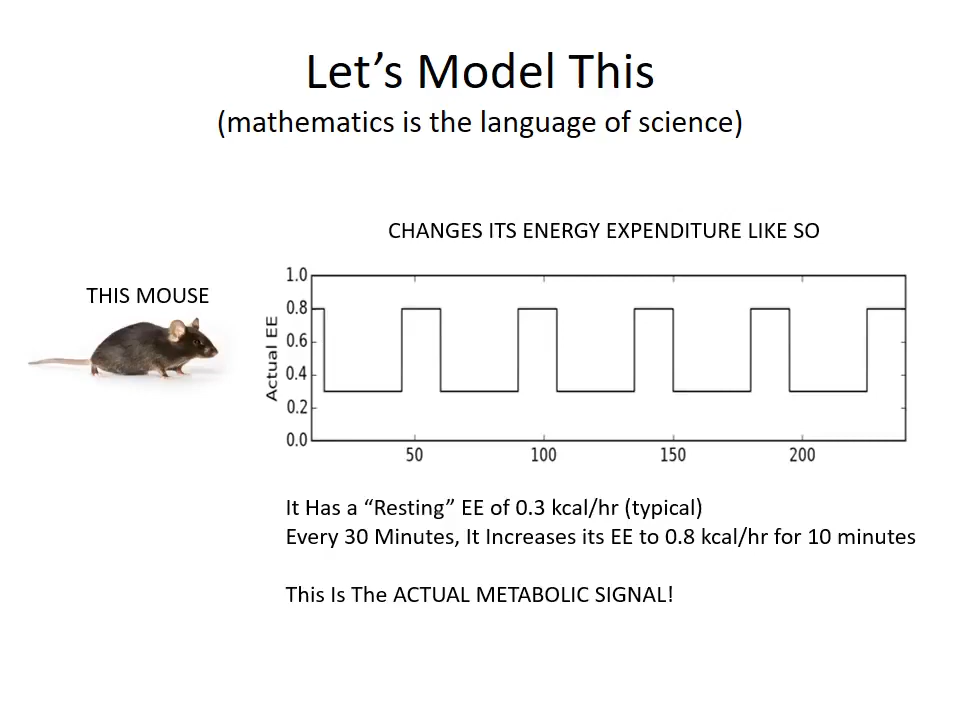 Let's Model This
(mathematics is the language of science)
CHANGES ITS ENERGY EXPENDITURE LIKE SO
THIS MOUSE
Actual EE
1.0
0.8
0.6
0.4
0.2
0.0
50
100
150
200
It Has a “Resting” EE of 0.3 kcal/hr (typical)
Every 30 Minutes, It Increases its EE to 0.8 kcal/hr for 10 minutes
This Is The ACTUAL METABOLIC SIGNAL!